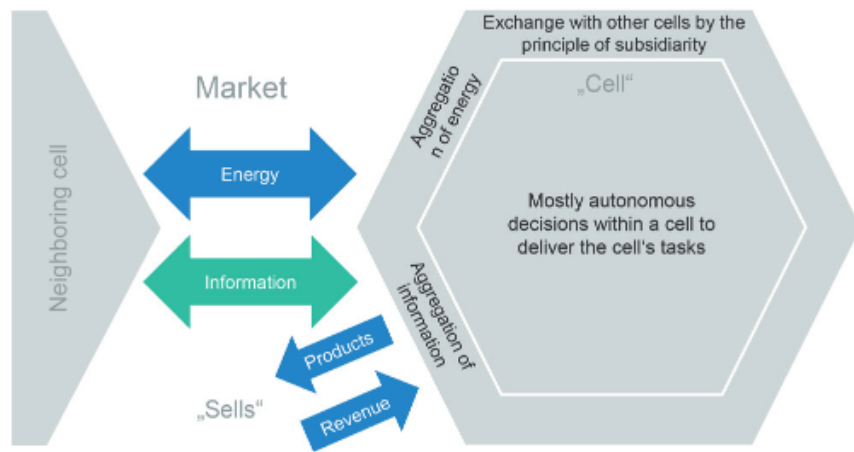 Exchange with other cells by the
principle of subsidiarity
Market
„Cell“
Aggregatio
n of energy
Energy
Neighboring cell
Mostly autonomous
decisions within a cell to
deliver the cell's tasks
Information
Aggregation of
information
Products
„Sells“
Revenue